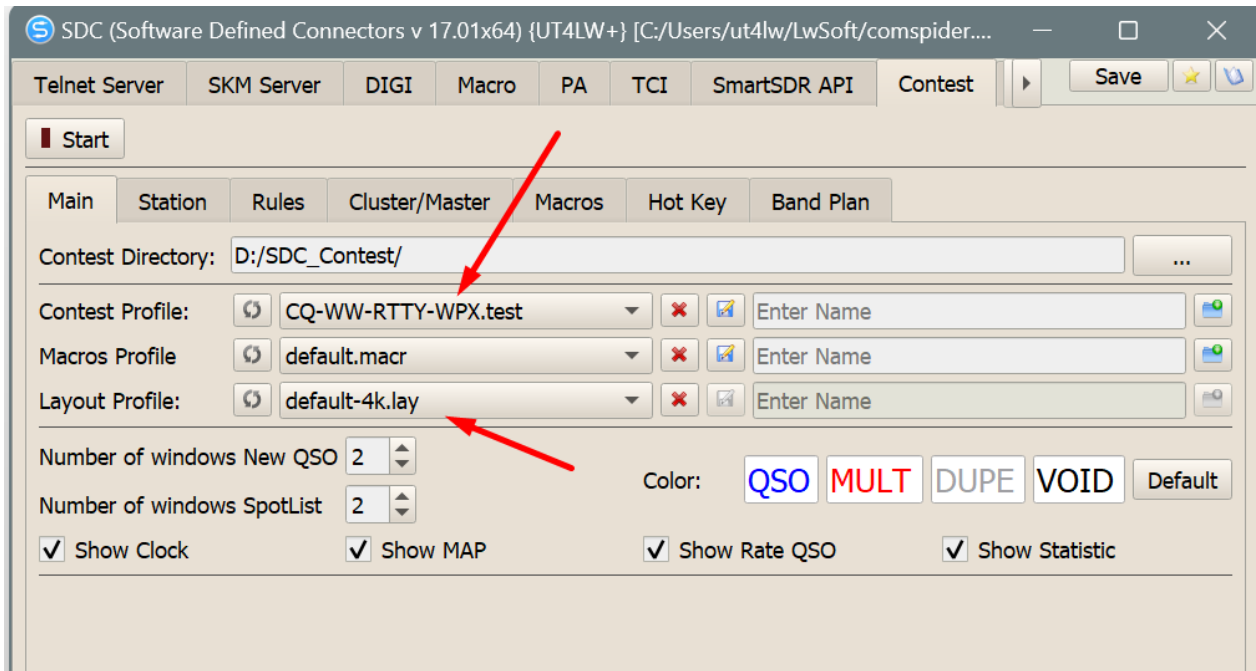 SDC (Software Defined Connectors v 17.01x64) {UT4LW+} [C:/Users/ut4lw/LwSoft/comspider....
Telnet Server SKM Server DIGI Macro PA TCI SmartSDR API Contest Save
Start
Main Station Rules Cluster/Master Macros Hot Key Band Plan
Contest Directory: D:/SDC_Contest/ ...
Contest Profile: CQ-WW-RTTY-WPX.test Enter Name
Macros Profile default.macr Enter Name
Layout Profile: default-4k.lay Enter Name
Number of windows New QSO 2
Color: QSO MULT DUPE VOID Default
Number of windows SpotList 2
Show Clock Show MAP Show Rate QSO Show Statistic